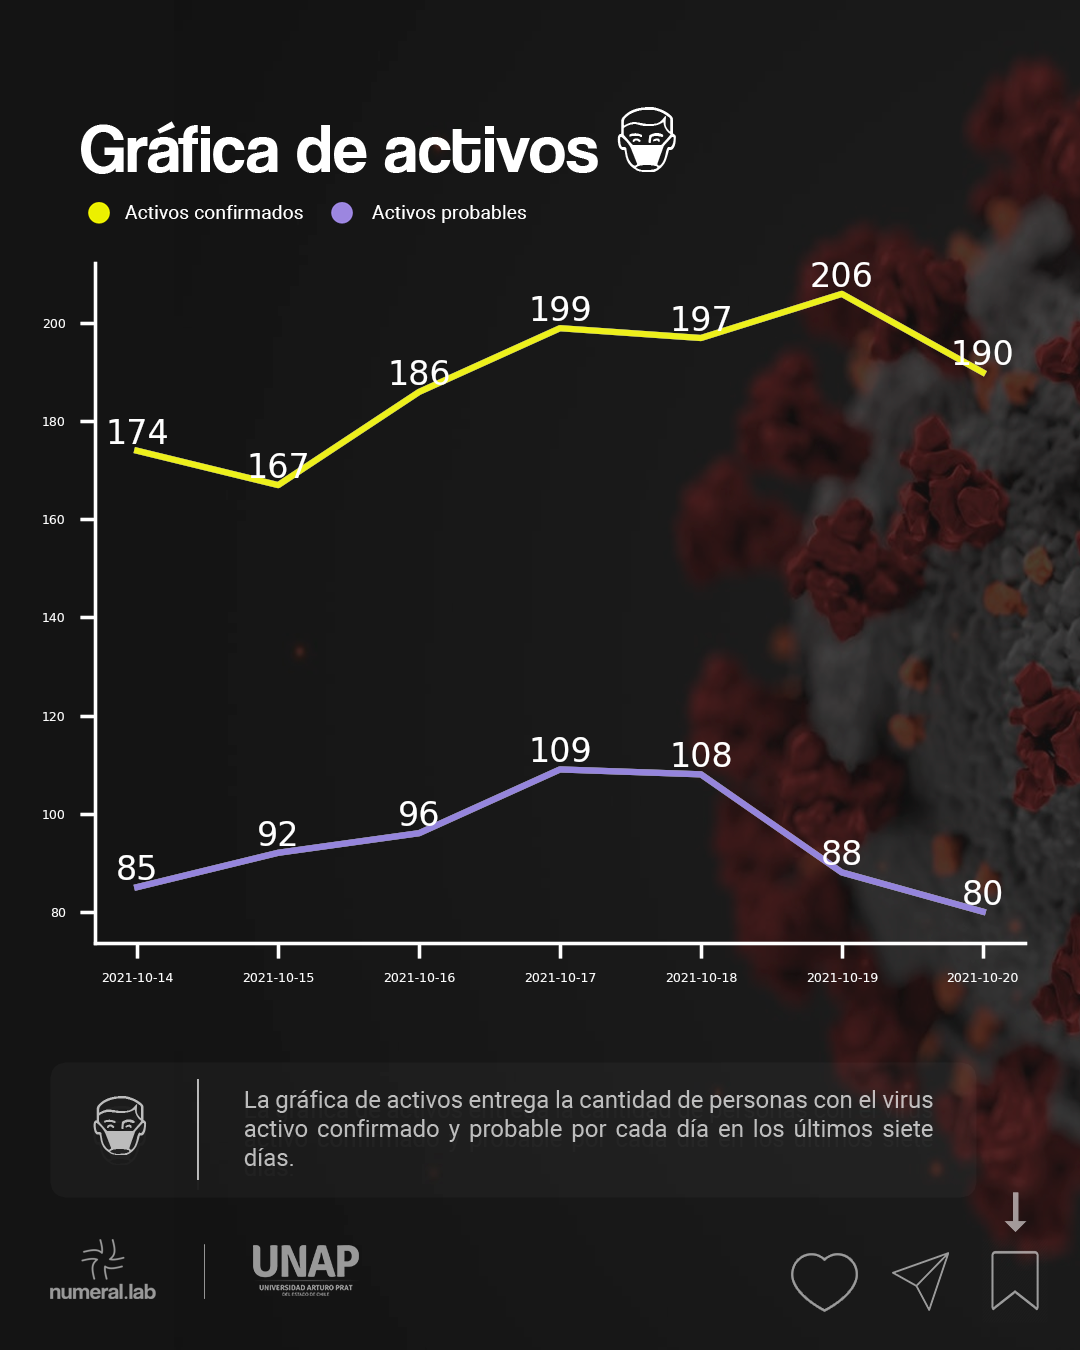 Gráfica de activos
Activos confirmados Activos probables
206
200
199
197
190
186
180
174
167
160
140
120
109
108
100
96
92
88
85
80
80
2021-10-14 2021-10-15 2021-10-16 2021-10-17 2021-10-18 2021-10-19 2021-10-20
La gráfica de activos entrega la cantidad de personas con el virus
activo confirmado y probable por cada día en los últimos siete
días.
numeral.lab
UNAP
UNIVERSIDAD ARTURO PRAT
DEL ESTADO DE CHILE